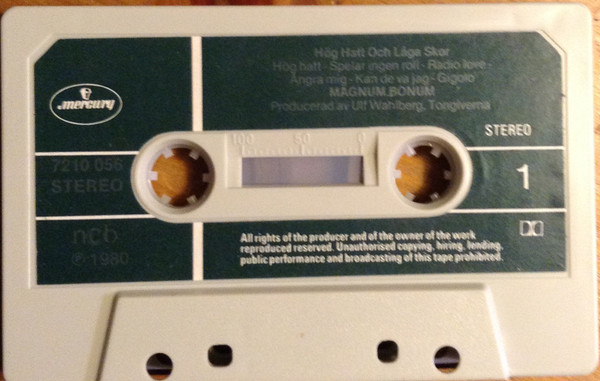 Hög Hatt Och Låga Skor
Hög hatt · Spelar ingen roll · Radio love ·
Ångra mig · Kan de va jag · Gigolo
MAGNUM BONUM
Producerad av Ulf Wahlberg, Tongiverna
mercury
STEREO
100 50 0
7210 056
STEREO
1
ncb
℗ 1980
All rights of the producer and of the owner of the work
reproduced reserved. Unauthorised copying, hiring, lending,
public performance and broadcasting of this tape prohibited.